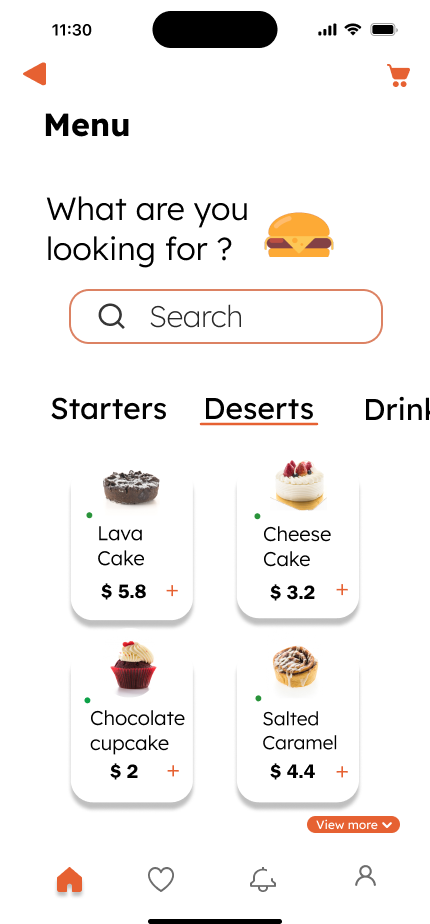 11:30
Menu
What are you
looking for ?
Search
Starters Deserts Drink
Lava
Cake
$ 5.8 +
Cheese
Cake
$ 3.2 +
Chocolate
cupcake
$ 2 +
Salted
Caramel
$ 4.4 +
View more